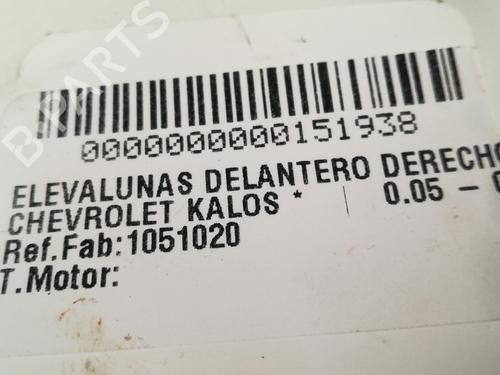 B-PARTS
0000000000151938
ELEVALUNAS DELANTERO DERECHO
CHEVROLET KALOS * | 0.05 –
Ref.Fab:1051020
T.Motor: